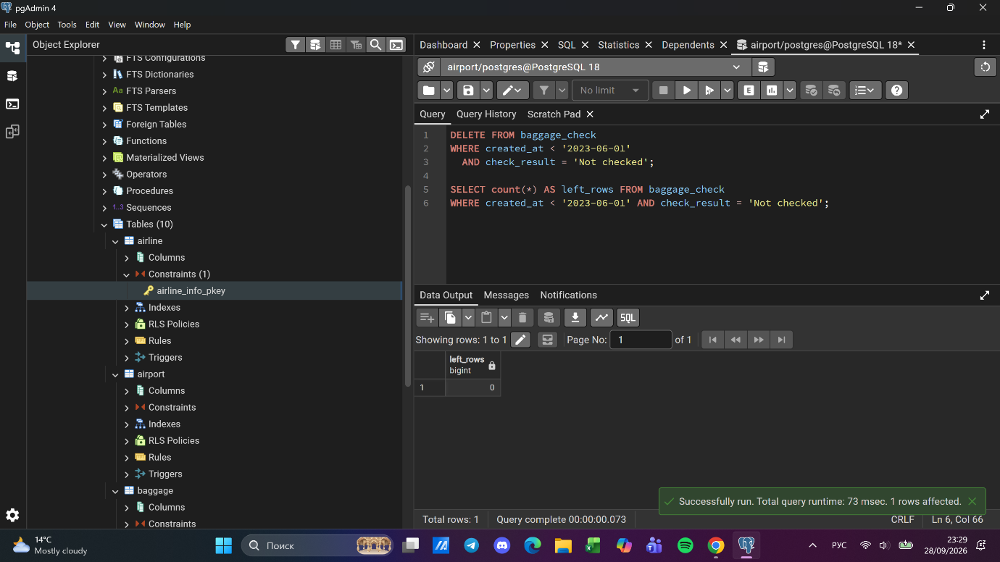 pgAdmin 4
File Object Tools Edit View Window Help
Object Explorer
FTS Configurations
FTS Dictionaries
Aa FTS Parsers
FTS Templates
Foreign Tables
Functions
Materialized Views
Operators
Procedures
1..3 Sequences
Tables (10)
airline
Columns
Constraints (1)
airline_info_pkey
Indexes
RLS Policies
Rules
Triggers
airport
Columns
Constraints
Indexes
RLS Policies
Rules
Triggers
baggage
Columns
Constraints
Dashboard Properties SQL Statistics Dependents airport/postgres@PostgreSQL 18*
airport/postgres@PostgreSQL 18
No limit E
Query Query History Scratch Pad
1 DELETE FROM baggage_check
2 WHERE created_at < '2023-06-01'
3 AND check_result = 'Not checked';
4
5 SELECT count(*) AS left_rows FROM baggage_check
6 WHERE created_at < '2023-06-01' AND check_result = 'Not checked';
Data Output Messages Notifications
SQL
Showing rows: 1 to 1 Page No: 1 of 1
left_rows
bigint
1 0
Successfully run. Total query runtime: 73 msec. 1 rows affected.
Total rows: 1 Query complete 00:00:00.073 CRLF Ln 6, Col 66
14°C
Mostly cloudy
Поиск
РУС
23:29
28/09/2026